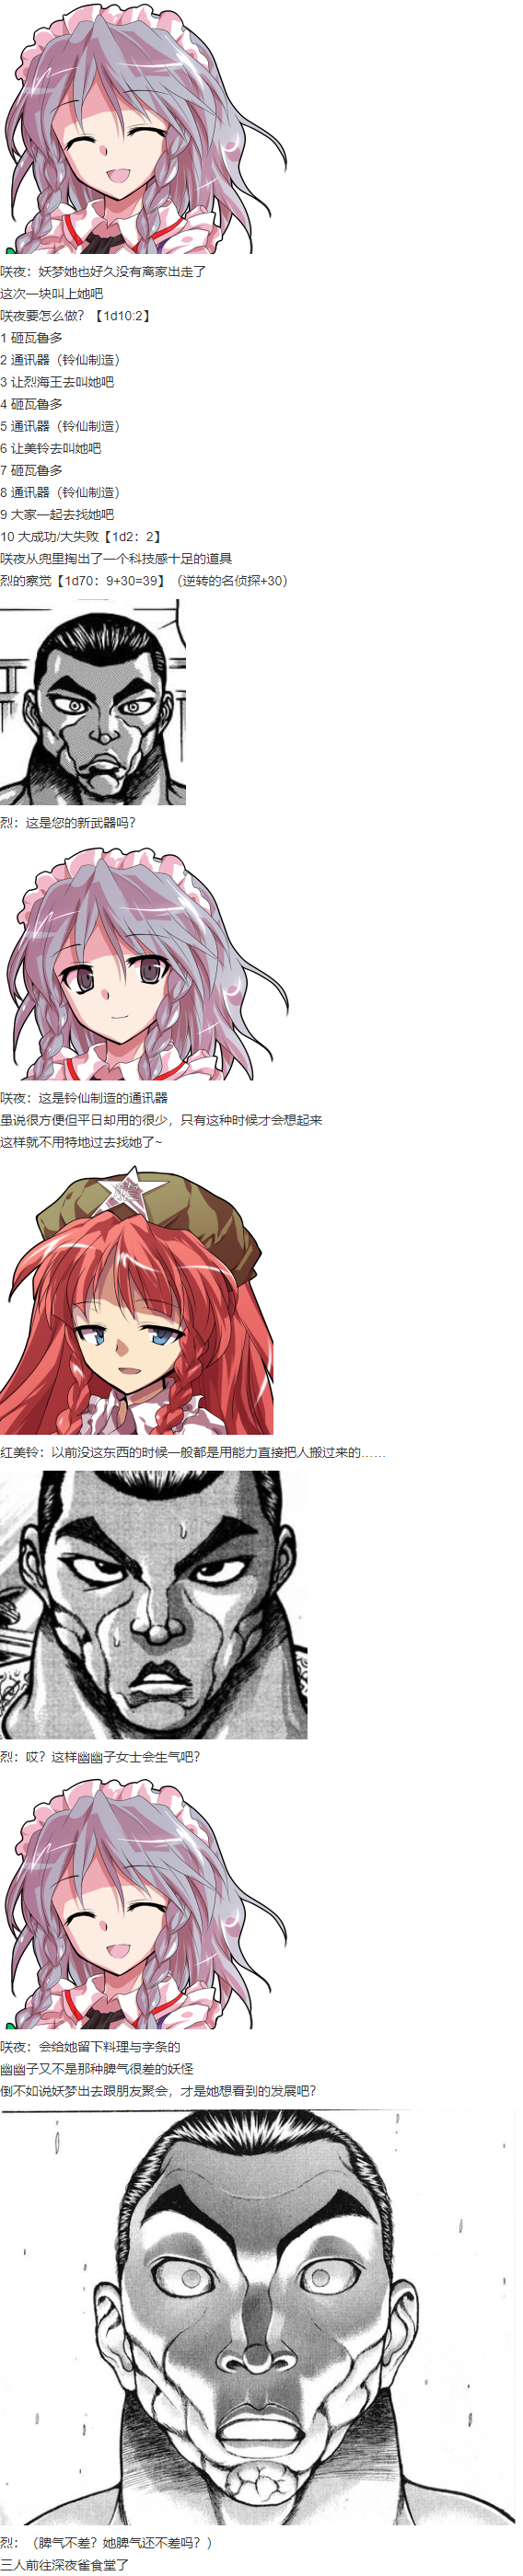 咲夜：妖梦她也好久没有离家出走了
这次一块叫上她吧
咲夜要怎么做？【1d10:2】
1 砸瓦鲁多
2 通讯器（铃仙制造）
3 让烈海王去叫她吧
4 砸瓦鲁多
5 通讯器（铃仙制造）
6 让美铃去叫她吧
7 砸瓦鲁多
8 通讯器（铃仙制造）
9 大家一起去找她吧
10 大成功/大失败【1d2：2】
咲夜从兜里掏出了一个科技感十足的道具
烈的察觉【1d70：9+30=39】（逆转的名侦探+30）
烈：这是您的新武器吗？
咲夜：这是铃仙制造的通讯器
虽说很方便但平日却用的很少，只有这种时候才会想起来
这样就不用特地过去找她了~
红美铃：以前没这东西的时候一般都是用能力直接把人搬过来的……
烈：哎？这样幽幽子女士会生气吧？
咲夜：会给她留下料理与字条的
幽幽子又不是那种脾气很差的妖怪
倒不如说妖梦出去跟朋友聚会，才是她想看到的发展吧？
烈：（脾气不差？她脾气还不差吗？）
三人前往深夜雀食堂了